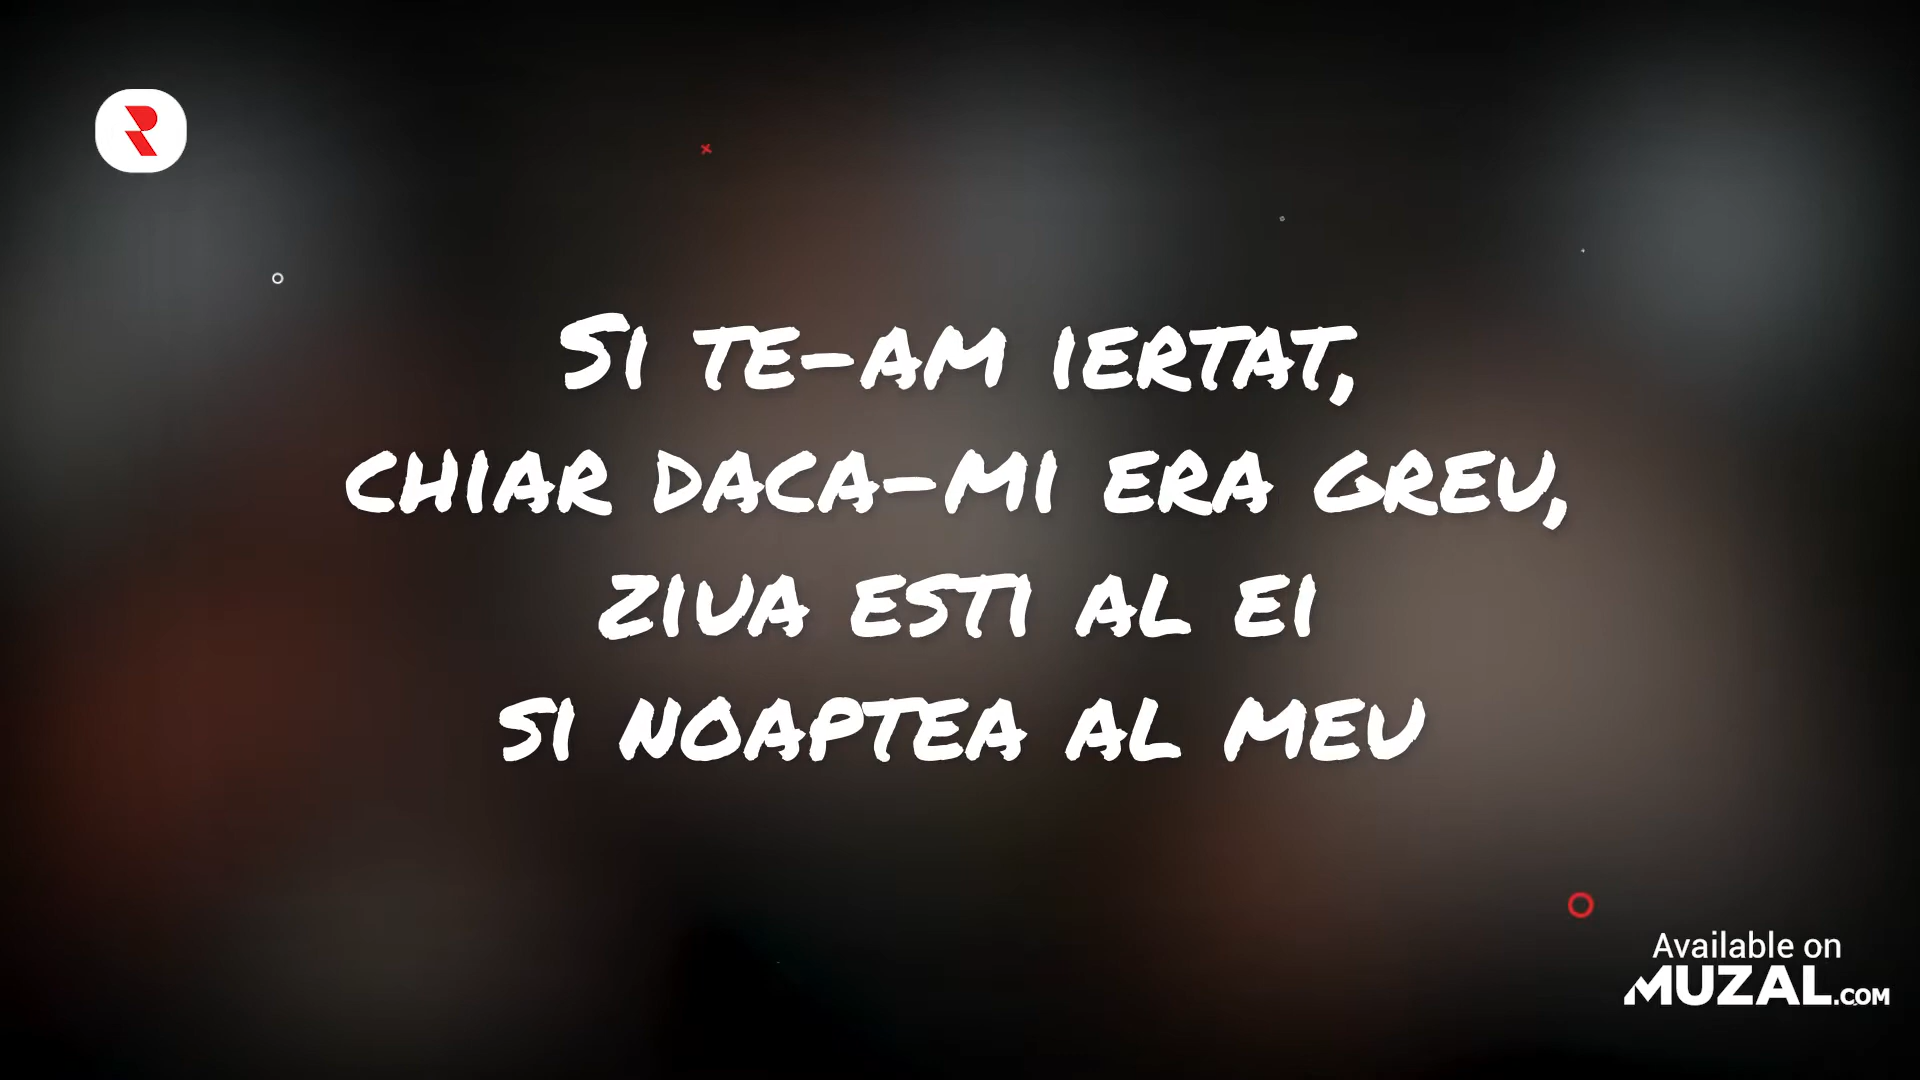 Si te-am iertat,
chiar daca-mi era greu,
ziua esti al ei
si noaptea al meu
R
Available on
MUZAL.COM